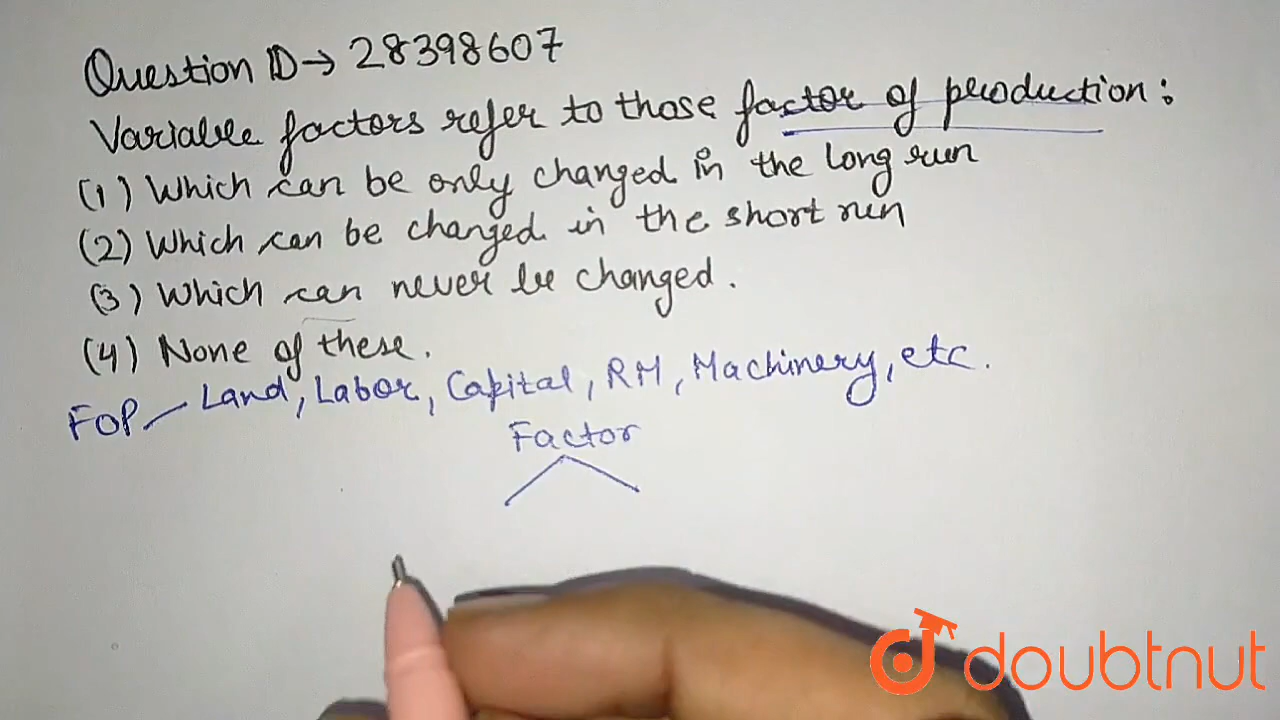 Question ID → 28398607
Variable factors refer to those factor of production:
(1) Which can be only changed in the long run
(2) Which can be changed in the short run
(3) Which can never be changed.
(4) None of these.
FOP – Land, Labor, Capital, RM, Machinery, etc.
Factor
doubtnut